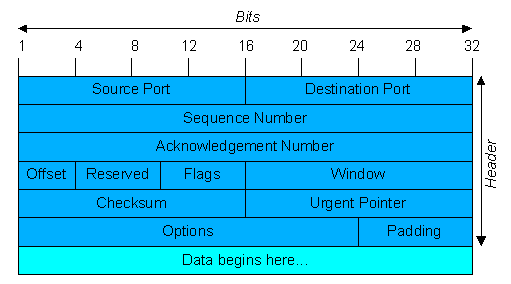 Bits
1 4 8 12 16 20 24 28 32
Source Port Destination Port
Sequence Number
Acknowledgement Number
Offset Reserved Flags Window
Checksum Urgent Pointer
Options Padding
Data begins here...
Header